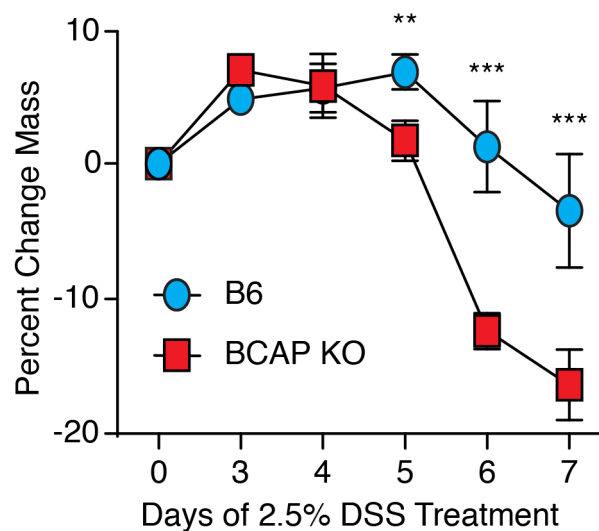 Percent Change Mass
10
0
-10
-20
**
***
***
B6
BCAP KO
0 3 4 5 6 7
Days of 2.5% DSS Treatment